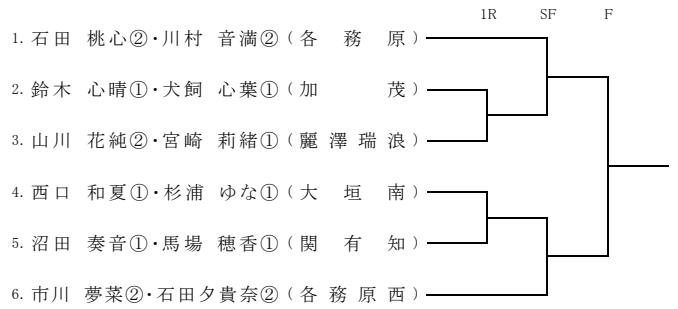 1R SF F
1. 石田 桃心②・川村 音満②(各務原)
2. 鈴木 心晴①・犬飼 心葉①(加茂)
3. 山川 花純②・宮崎 莉緒①(麗澤瑞浪)
4. 西口 和夏①・杉浦 ゆな①(大垣南)
5. 沼田 奏音①・馬場 穂香①(関有知)
6. 市川 夢菜②・石田夕貴奈②(各務原西)